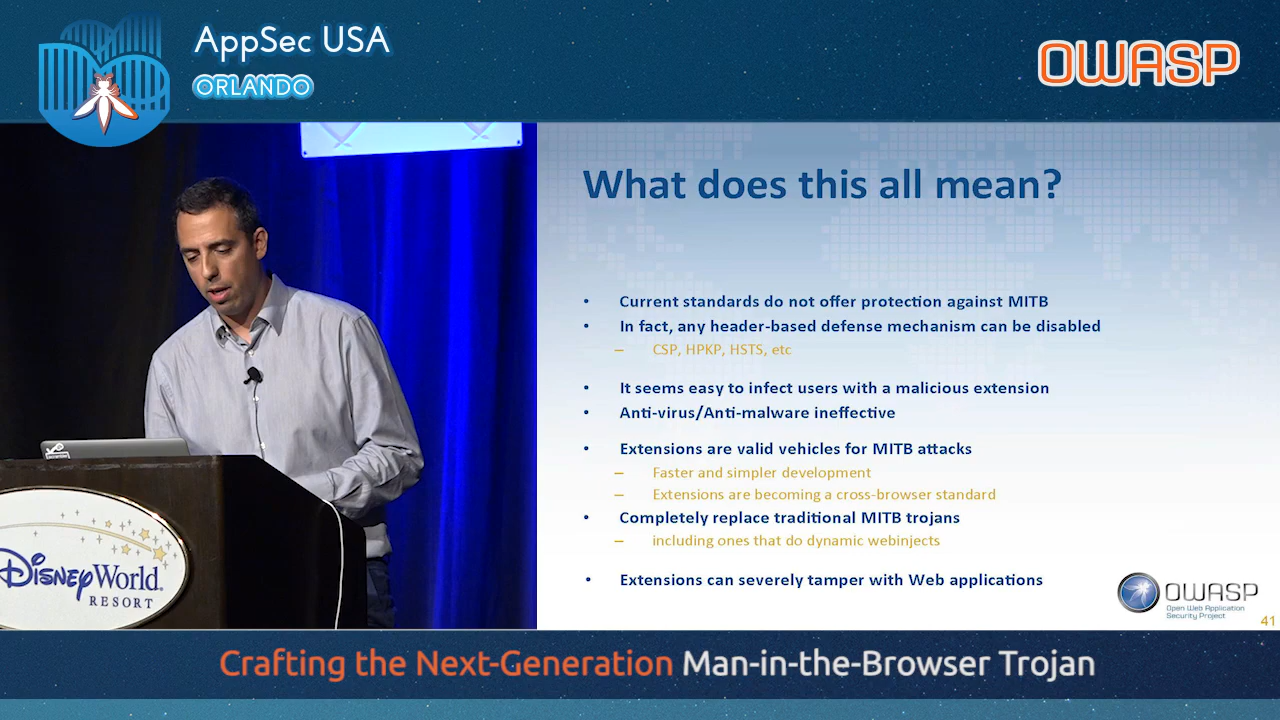 AppSec USA
ORLANDO
OWASP
What does this all mean?
• Current standards do not offer protection against MITB
• In fact, any header-based defense mechanism can be disabled
– CSP, HPKP, HSTS, etc
• It seems easy to infect users with a malicious extension
• Anti-virus/Anti-malware ineffective
• Extensions are valid vehicles for MITB attacks
– Faster and simpler development
– Extensions are becoming a cross-browser standard
• Completely replace traditional MITB trojans
– including ones that do dynamic webinjects
• Extensions can severely tamper with Web applications
OWASP
Open Web Application
Security Project
41
Disney World.
RESORT
Crafting the Next-Generation Man-in-the-Browser Trojan